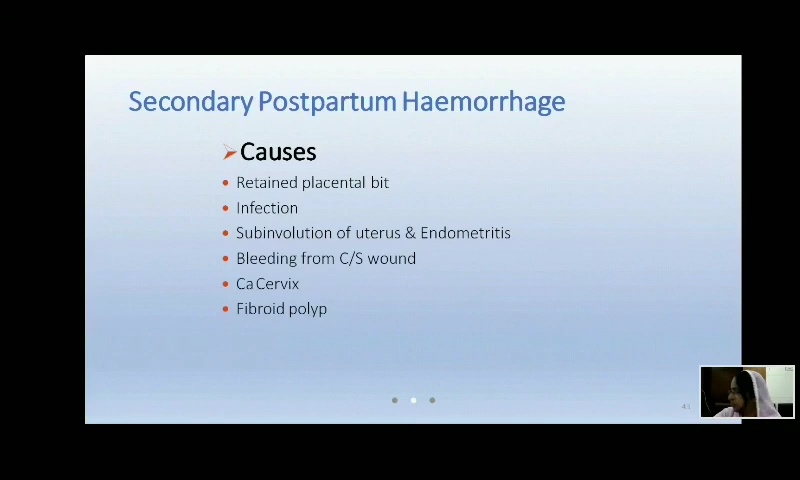 Secondary Postpartum Haemorrhage
Causes
Retained placental bit
Infection
Subinvolution of uterus & Endometritis
Bleeding from C/S wound
Ca Cervix
Fibroid polyp